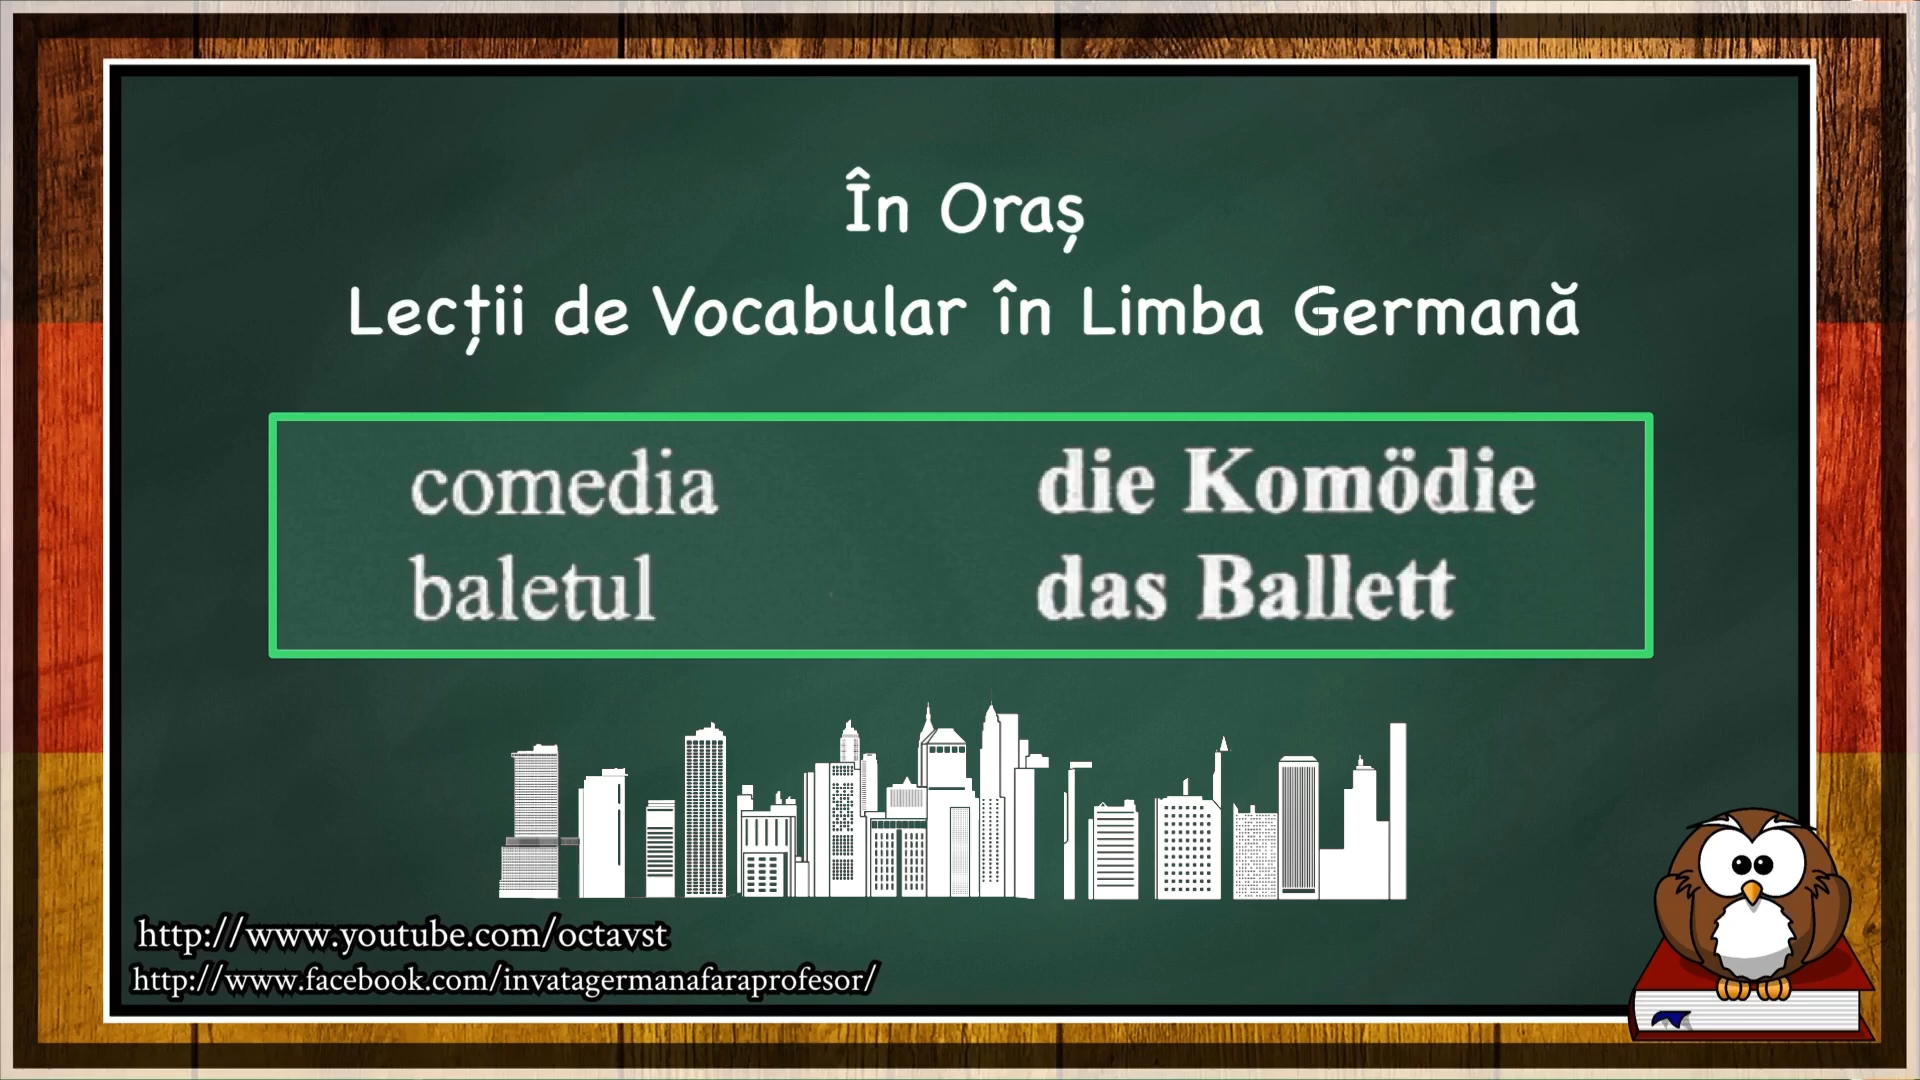 În Oraș
Lecții de Vocabular în Limba Germană
comedia die Komödie
baletul das Ballett
http://www.youtube.com/octavst
http://www.facebook.com/invatagermanafaraprofesor/